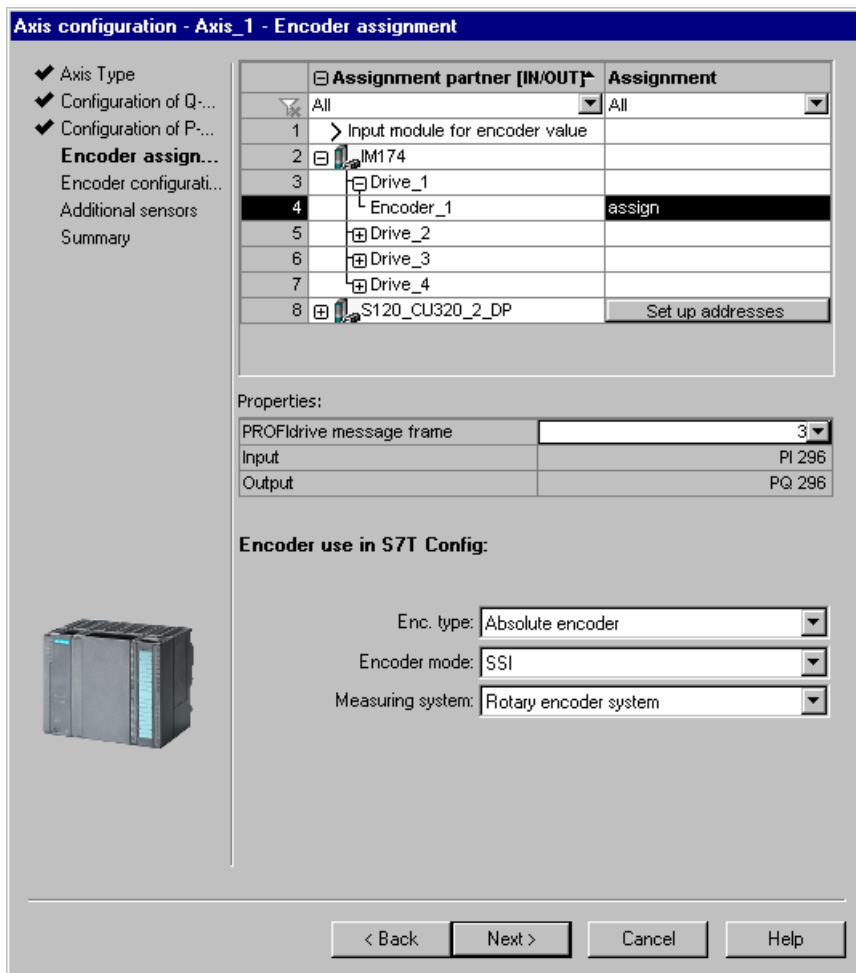 Axis configuration - Axis_1 - Encoder assignment
Axis Type
Configuration of Q-...
Configuration of P-...
Encoder assign...
Encoder configurati...
Additional sensors
Summary
Assignment partner [IN/OUT] Assignment
All All
1 Input module for encoder value
2 IM174
3 Drive_1
4 Encoder_1 assign
5 Drive_2
6 Drive_3
7 Drive_4
8 S120_CU320_2_DP Set up addresses
Properties:
PROFIdrive message frame 3
Input PI 296
Output PQ 296
Encoder use in S7T Config:
Enc. type: Absolute encoder
Encoder mode: SSI
Measuring system: Rotary encoder system
< Back Next > Cancel Help